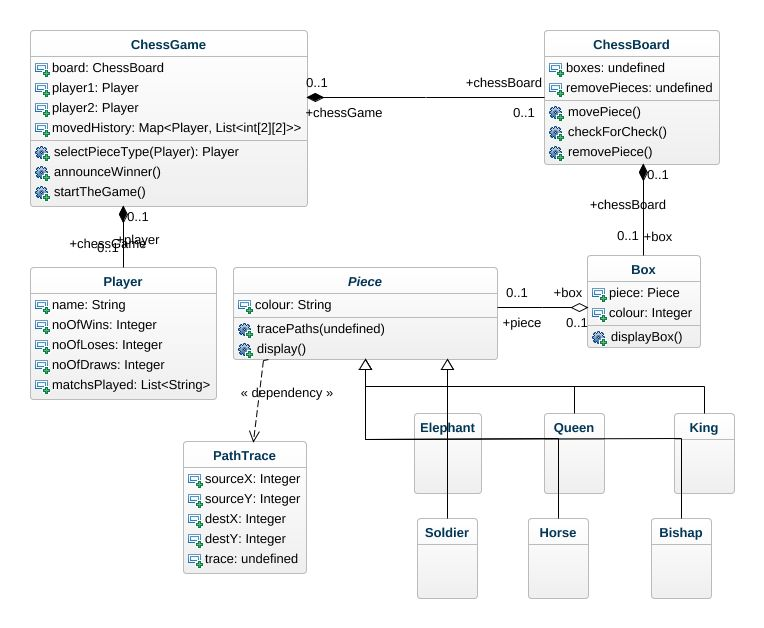 ChessGame
board: ChessBoard
player1: Player
player2: Player
movedHistory: Map<Player, List<int[2][2]>>
selectPieceType(Player): Player
announceWinner()
startTheGame()
0..1
+chessGame
+chessBoard
0..1
ChessBoard
boxes: undefined
removePieces: undefined
movePiece()
checkForCheck()
removePiece()
0..1
+chessBoard
0..1
+box
0..1
+chessGame
+player
0..1
Player
name: String
noOfWins: Integer
noOfLoses: Integer
noOfDraws: Integer
matchsPlayed: List<String>
Piece
colour: String
tracePaths(undefined)
display()
0..1
+piece
+box
0..1
Box
piece: Piece
colour: Integer
displayBox()
« dependency »
PathTrace
sourceX: Integer
sourceY: Integer
destX: Integer
destY: Integer
trace: undefined
Elephant
Queen
King
Soldier
Horse
Bishap